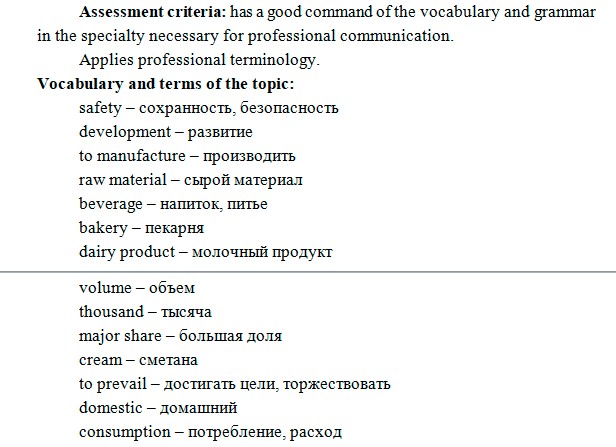 Assessment criteria: has a good command of the vocabulary and grammar
in the specialty necessary for professional communication.
Applies professional terminology.
Vocabulary and terms of the topic:
safety – сохранность, безопасность
development – развитие
to manufacture – производить
raw material – сырой материал
beverage – напиток, питье
bakery – пекарня
dairy product – молочный продукт
volume – объем
thousand – тысяча
major share – большая доля
cream – сметана
to prevail – достигать цели, торжествовать
domestic – домашний
consumption – потребление, расход